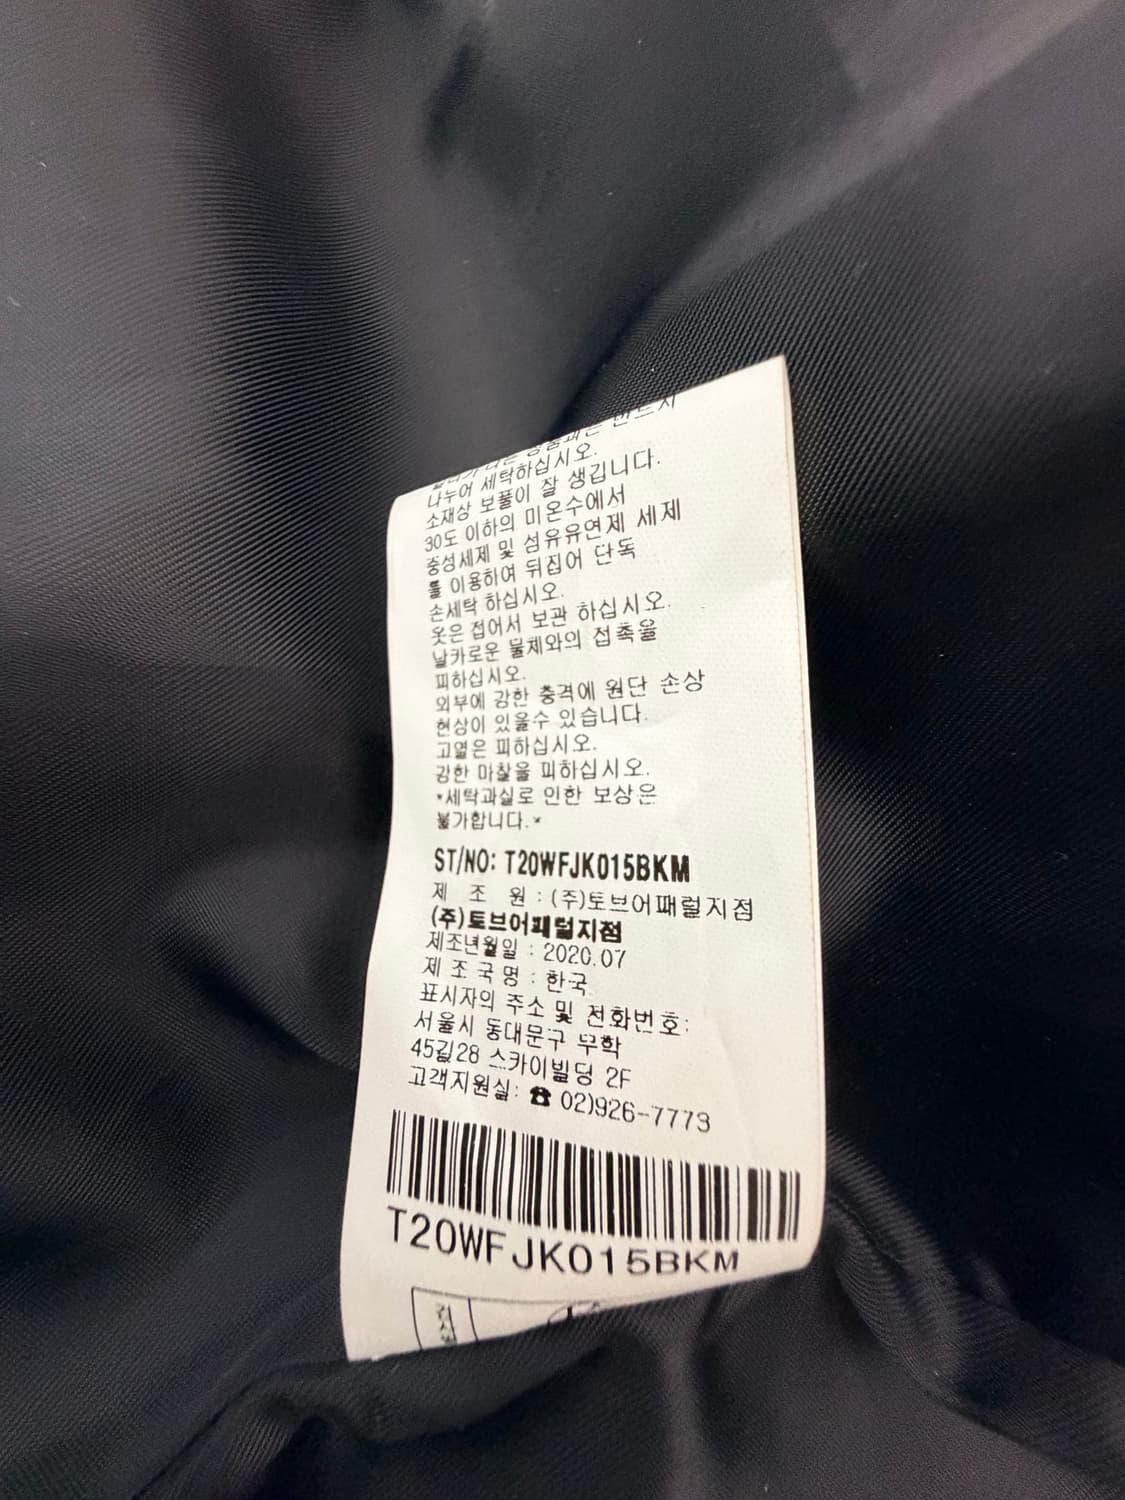 반드시
나누어 세탁하십시오.
소재상 보풀이 잘 생깁니다.
30도 이하의 미온수에서
중성세제 및 섬유유연제 세제
를 이용하여 뒤집어 단독
손세탁 하십시오.
옷은 접어서 보관 하십시오.
날카로운 물체와의 접촉을
피하십시오.
외부에 강한 충격에 원단 손상
현상이 있을수 있습니다.
고열은 피하십시오.
강한 마찰을 피하십시오.
*세탁과실로 인한 보상은
불가합니다.*
ST/NO: T20WFJK015BKM
제 조 원 : (주)토브어패럴지점
(주)토브어패럴지점
제조년월일 : 2020.07
제 조 국 명 : 한국
표시자의 주소 및 전화번호:
서울시 동대문구 무학
45길28 스카이빌딩 2F
고객지원실: ☎ 02)926-7773
T20WFJK015BKM